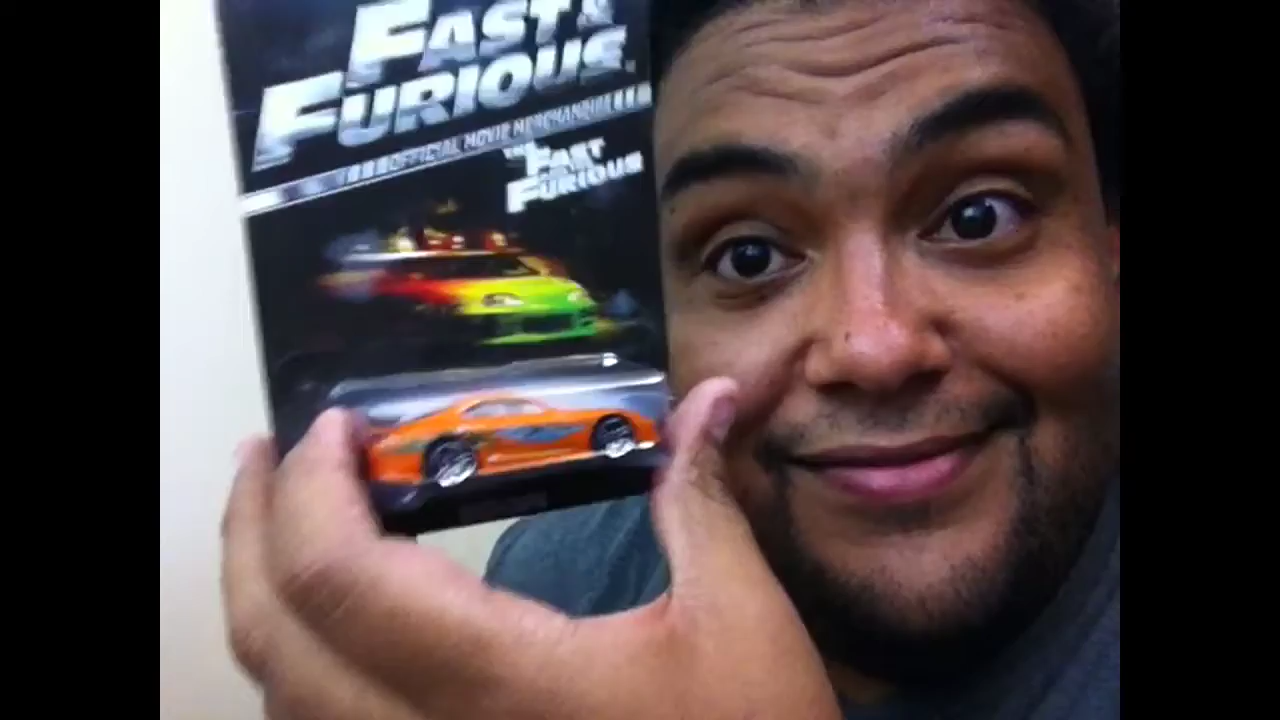 FAST &
FURIOUS
OFFICIAL MOVIE MERCHANDISE
THE
FAST
FURIOUS